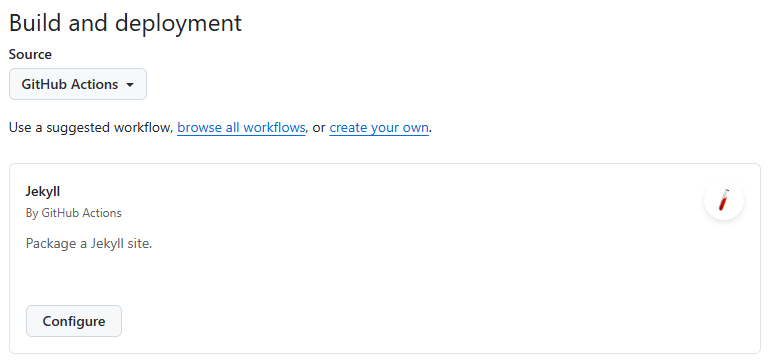 Build and deployment
Source
GitHub Actions
Use a suggested workflow, browse all workflows, or create your own.
Jekyll
By GitHub Actions
Package a Jekyll site.
Configure